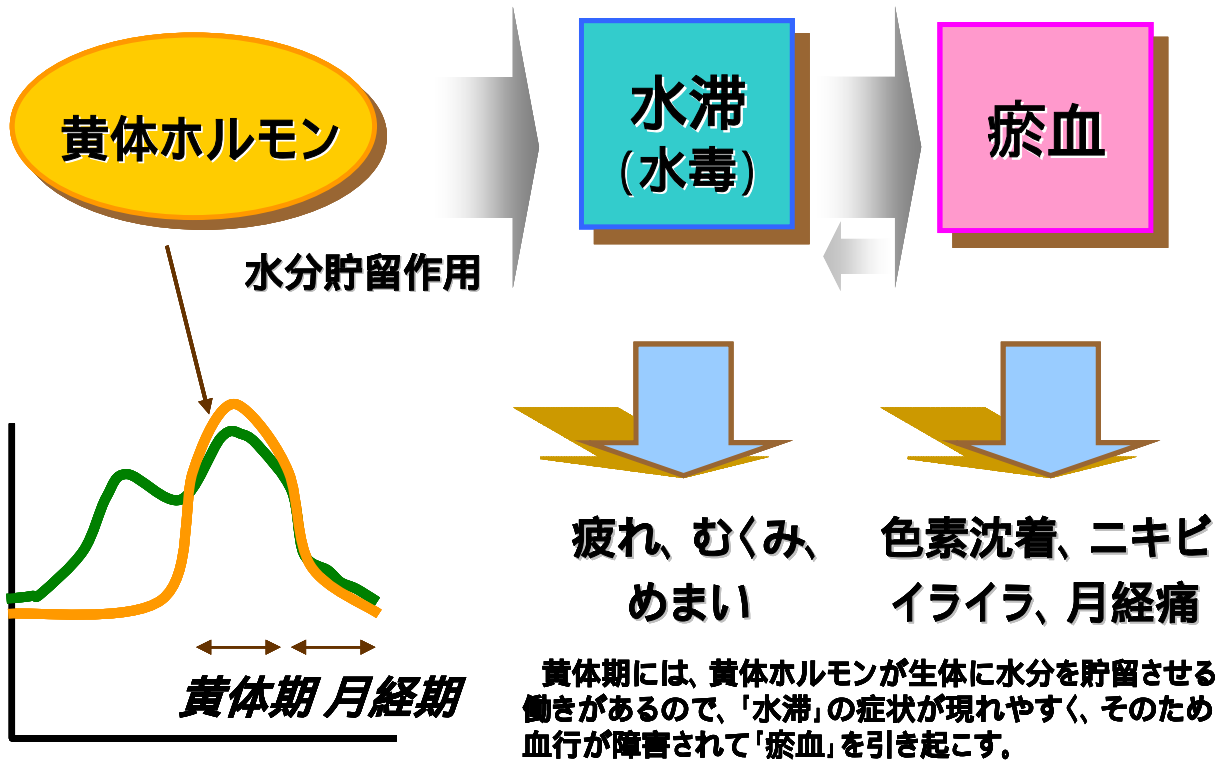 黄体ホルモン
水滞
(水毒)
瘀血
水分貯留作用
疲れ、むくみ、
めまい
色素沈着、ニキビ
イライラ、月経痛
黄体期 月経期
黄体期には、黄体ホルモンが生体に水分を貯留させる
働きがあるので、「水滞」の症状が現れやすく、そのため
血行が障害されて「瘀血」を引き起こす。